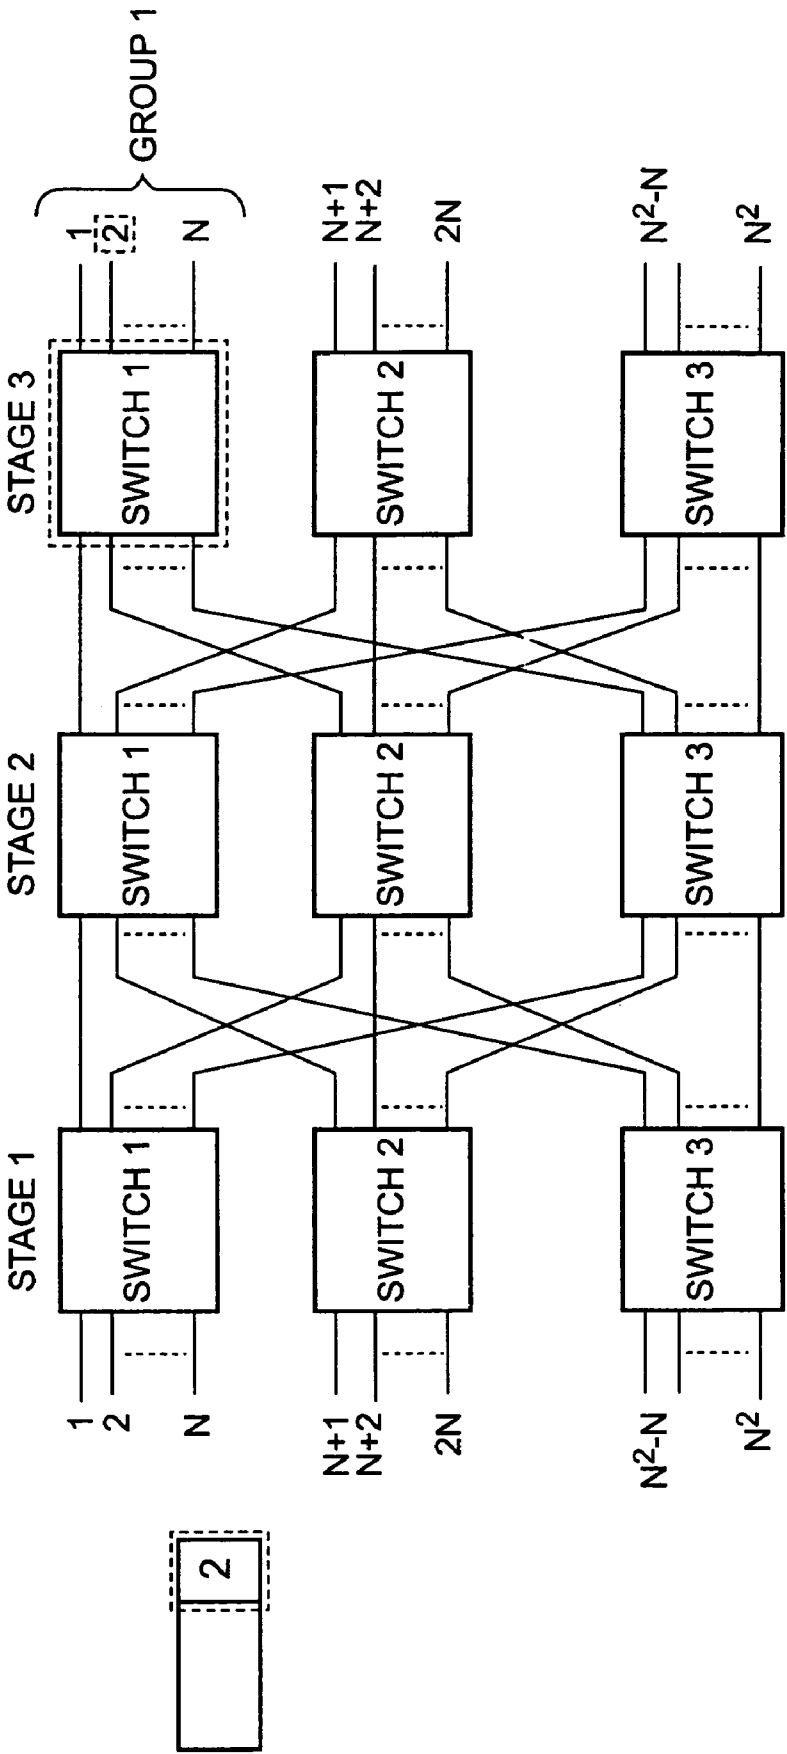 STAGE 1
STAGE 2
STAGE 3
1
2
N
SWITCH 1
SWITCH 1
SWITCH 1
1
2
N
GROUP 1
2
N+1
N+2
2N
SWITCH 2
SWITCH 2
SWITCH 2
N+1
N+2
2N
N²-N
N²
SWITCH 3
SWITCH 3
SWITCH 3
N²-N
N²